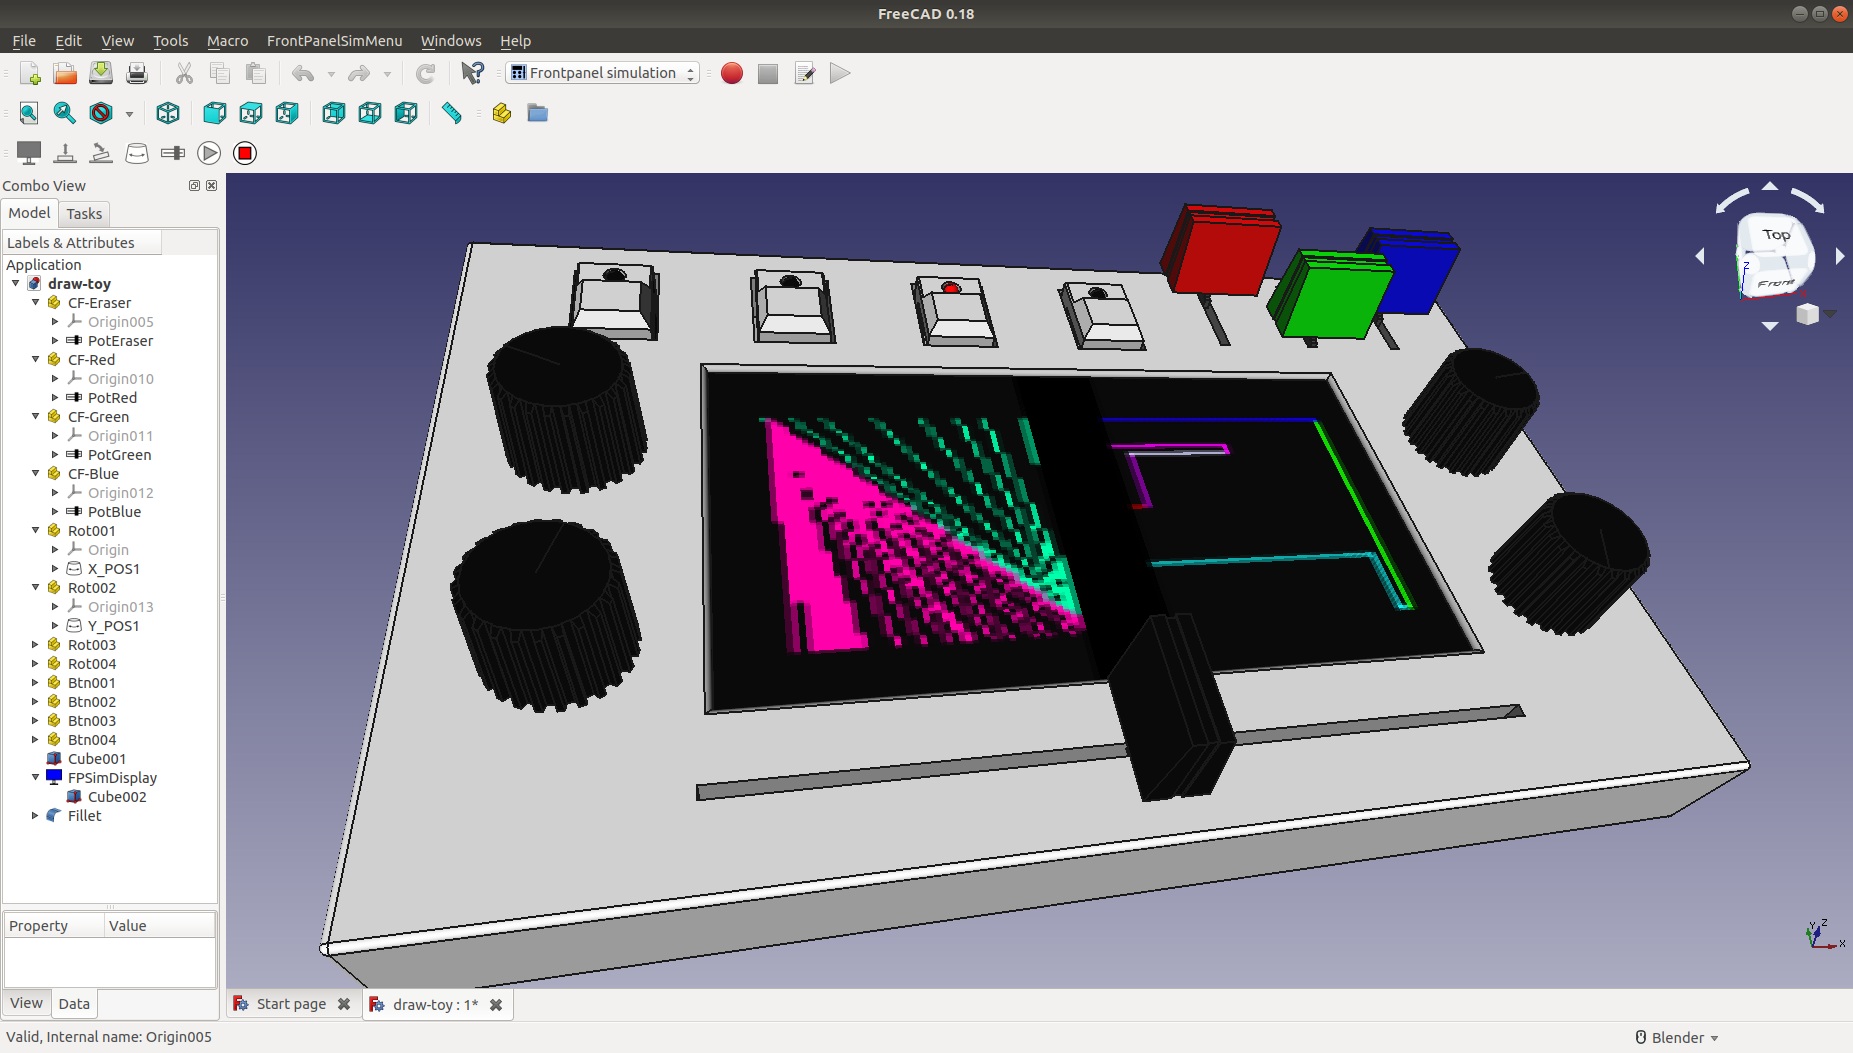 FreeCAD 0.18
File Edit View Tools Macro FrontPanelSimMenu Windows Help
Frontpanel simulation
Combo View
Model Tasks
Labels & Attributes
Application
draw-toy
CF-Eraser
Origin005
PotEraser
CF-Red
Origin010
PotRed
CF-Green
Origin011
PotGreen
CF-Blue
Origin012
PotBlue
Rot001
Origin
X_POS1
Rot002
Origin013
Y_POS1
Rot003
Rot004
Btn001
Btn002
Btn003
Btn004
Cube001
FPSimDisplay
Cube002
Fillet
Property Value
View Data
Top
Front
Z
Y Z
X
Start page draw-toy : 1*
Valid, Internal name: Origin005 Blender